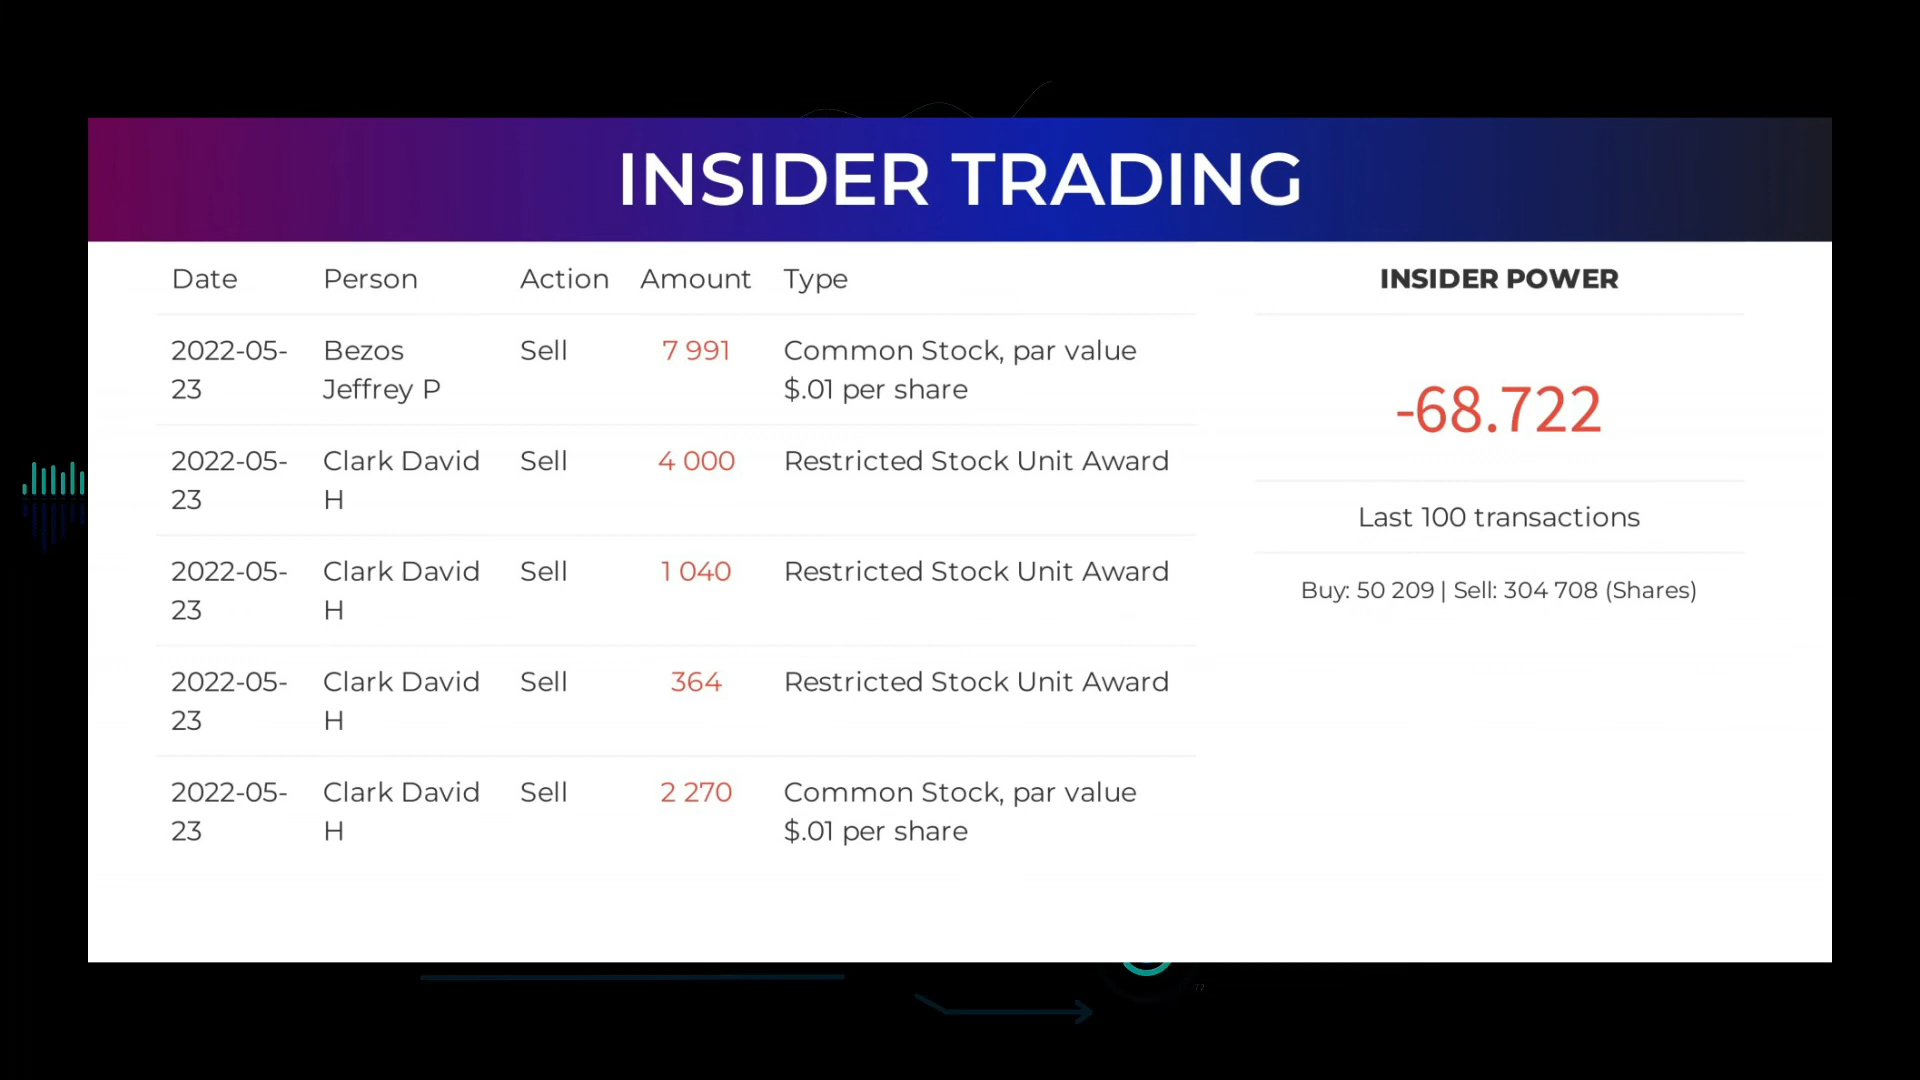 INSIDER TRADING
Date Person Action Amount Type
2022-05- Bezos Sell 7 991 Common Stock, par value
23 Jeffrey P $.01 per share
2022-05- Clark David Sell 4 000 Restricted Stock Unit Award
23 H
2022-05- Clark David Sell 1 040 Restricted Stock Unit Award
23 H
2022-05- Clark David Sell 364 Restricted Stock Unit Award
23 H
2022-05- Clark David Sell 2 270 Common Stock, par value
23 H $.01 per share
INSIDER POWER
-68.722
Last 100 transactions
Buy: 50 209 | Sell: 304 708 (Shares)